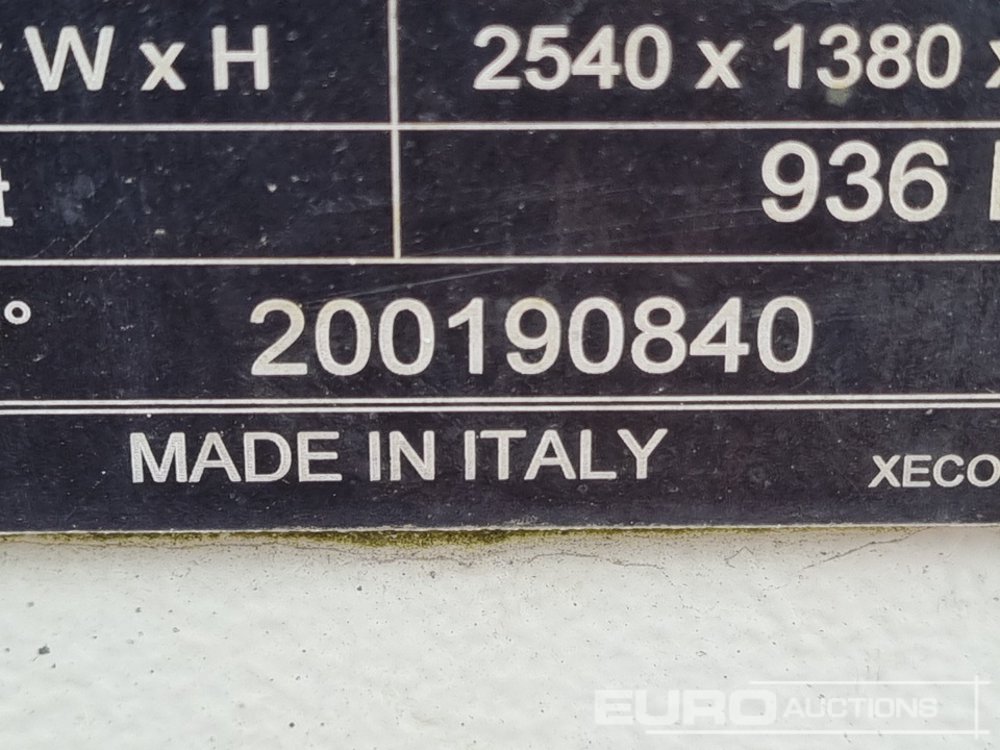 x W x H 2540 x 1380 x
t 936
° 200190840
MADE IN ITALY XECO
EURO AUCTIONS